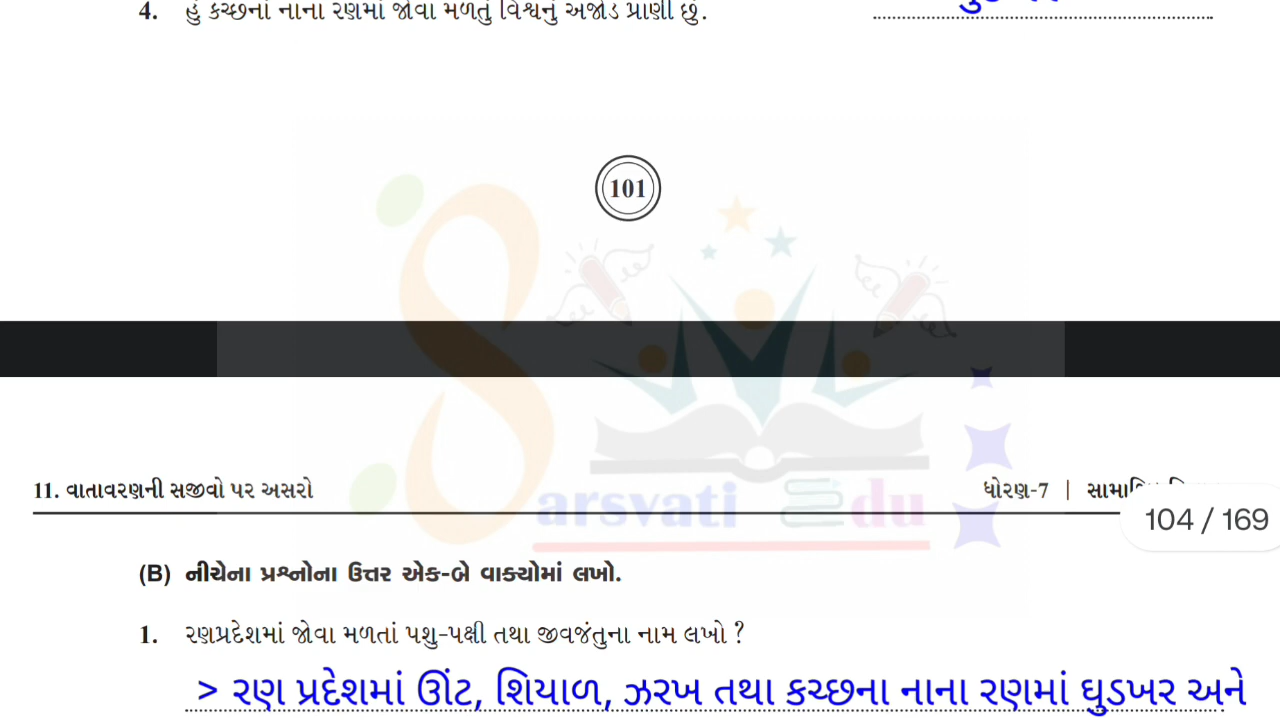 4. હું કચ્છના નાના રણમાં જોવા મળતું વિશ્વનું અજોડ પ્રાણી છું.
101
11. વાતાવરણની સજીવો પર અસરો
ધોરણ-7 |
104 / 169
arsvati Edu
(B) નીચેના પ્રશ્નોના ઉત્તર એક-બે વાક્યોમાં લખો.
1. રણપ્રદેશમાં જોવા મળતાં પશુ-પક્ષી તથા જીવજંતુના નામ લખો ?
> રણ પ્રદેશમાં ઊંટ, શિયાળ, ઝરખ તથા કચ્છના નાના રણમાં ઘુડખર અને